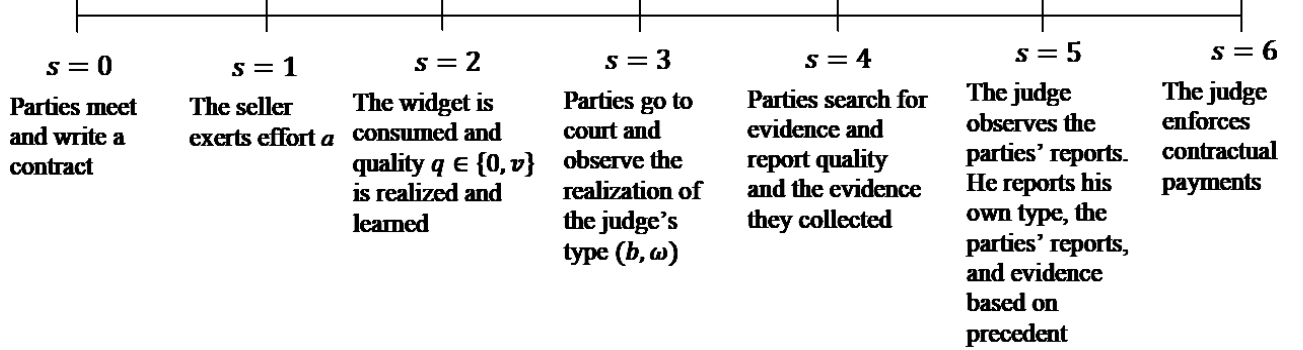 s = 0
Parties meet
and write a
contract
s = 1
The seller
exerts effort a
s = 2
The widget is
consumed and
quality q ∈ {0, v}
is realized and
learned
s = 3
Parties go to
court and
observe the
realization of
the judge's
type (b, ω)
s = 4
Parties search for
evidence and
report quality
and the evidence
they collected
s = 5
The judge
observes the
parties' reports.
He reports his
own type, the
parties' reports,
and evidence
based on
precedent
s = 6
The judge
enforces
contractual
payments